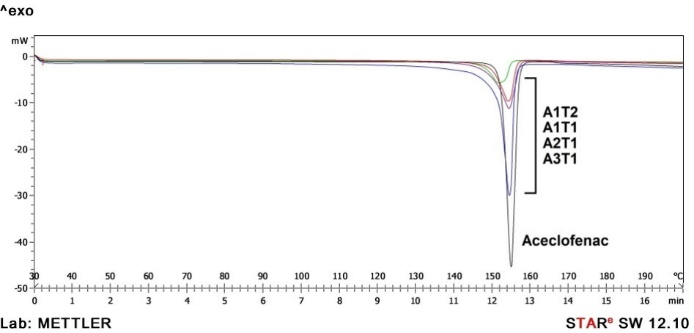 ^exo
mW
0
-10
-20
-30
-40
-50
A1T2
A1T1
A2T1
A3T1
Aceclofenac
30 40 50 60 70 80 90 100 110 120 130 140 150 160 170 180 190 °C
0 1 2 3 4 5 6 7 8 9 10 11 12 13 14 15 16 min
Lab: METTLER
STARe SW 12.10